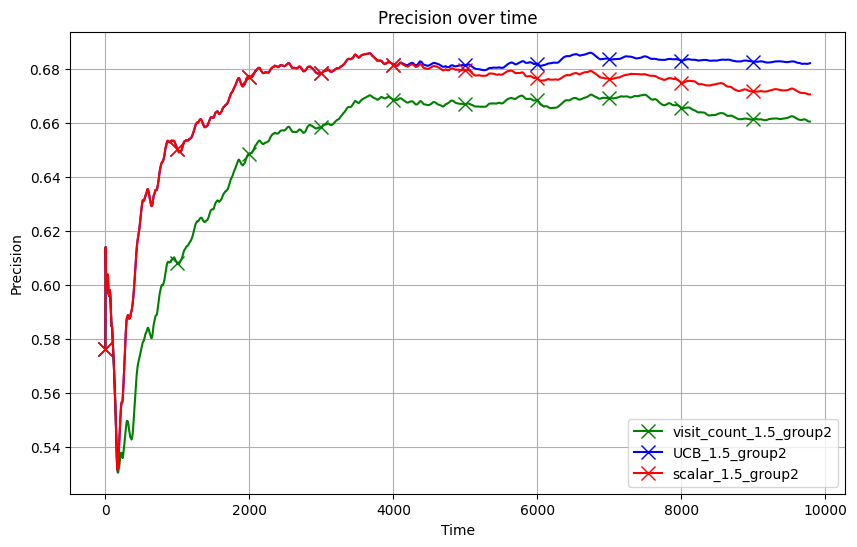 Precision over time
Precision
0.68
0.66
0.64
0.62
0.60
0.58
0.56
0.54
0
2000
4000
6000
8000
10000
Time
visit_count_1.5_group2
UCB_1.5_group2
scalar_1.5_group2